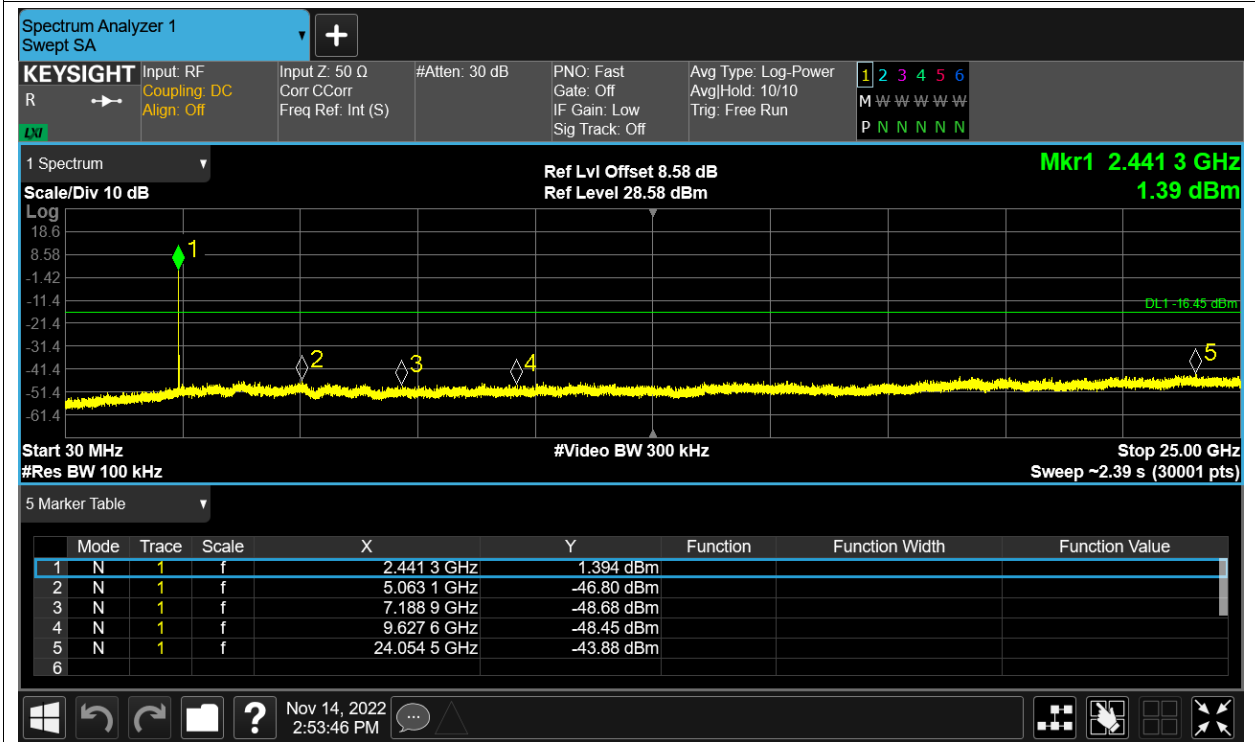 Spectrum Analyzer 1
Swept SA
+
KEYSIGHT Input: RF Input Z: 50 Ω #Atten: 30 dB PNO: Fast Avg Type: Log-Power 1 2 3 4 5 6
R Coupling: DC Corr CCorr Gate: Off Avg|Hold: 10/10 M W W W W W
Align: Off Freq Ref: Int (S) IF Gain: Low Trig: Free Run
LXI Sig Track: Off P N N N N N
1 Spectrum Ref Lvl Offset 8.58 dB Mkr1 2.441 3 GHz
Scale/Div 10 dB Ref Level 28.58 dBm 1.39 dBm
Log
18.6
8.58 1
-1.42
-11.4 DL1 -16.45 dBm
-21.4
-31.4 5
-41.4 2 3 4
-51.4
-61.4
Start 30 MHz #Video BW 300 kHz Stop 25.00 GHz
#Res BW 100 kHz Sweep ~2.39 s (30001 pts)
5 Marker Table
Mode Trace Scale X Y Function Function Width Function Value
1 N 1 f 2.441 3 GHz 1.394 dBm
2 N 1 f 5.063 1 GHz -46.80 dBm
3 N 1 f 7.188 9 GHz -48.68 dBm
4 N 1 f 9.627 6 GHz -48.45 dBm
5 N 1 f 24.054 5 GHz -43.88 dBm
6
? Nov 14, 2022
2:53:46 PM